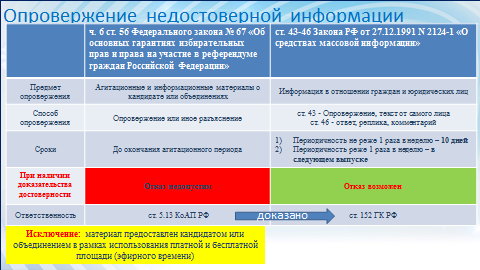 Опровержение недостоверной информации
ч. 6 ст. 56 Федерального закона № 67 «Об
основных гарантиях избирательных
прав и права на участие в референдуме
граждан Российской Федерации»
ст. 43-46 Закона РФ от 27.12.1991 N 2124-1 «О
средствах массовой информации»
Предмет
опровержения
Агитационные и информационные материалы о
кандидате или объединениях
Информация в отношении граждан и юридических лиц
Способ
опровержения
Опровержение или иное разъяснение
ст. 43 - Опровержение, текст от самого лица
ст. 46 - ответ, реплика, комментарий
Сроки
До окончания агитационного периода
1) Периодичность не реже 1 раза в неделю – 10 дней
2) Периодичность реже 1 раза в неделю – в
следующем выпуске
При наличии
доказательства
достоверности
Отказ недопустим
Отказ возможен
Ответственность
ст. 5.13 КоАП РФ
доказано
ст. 152 ГК РФ
Исключение: материал предоставлен кандидатом или
объединением в рамках использования платной и бесплатной
площади (эфирного времени)